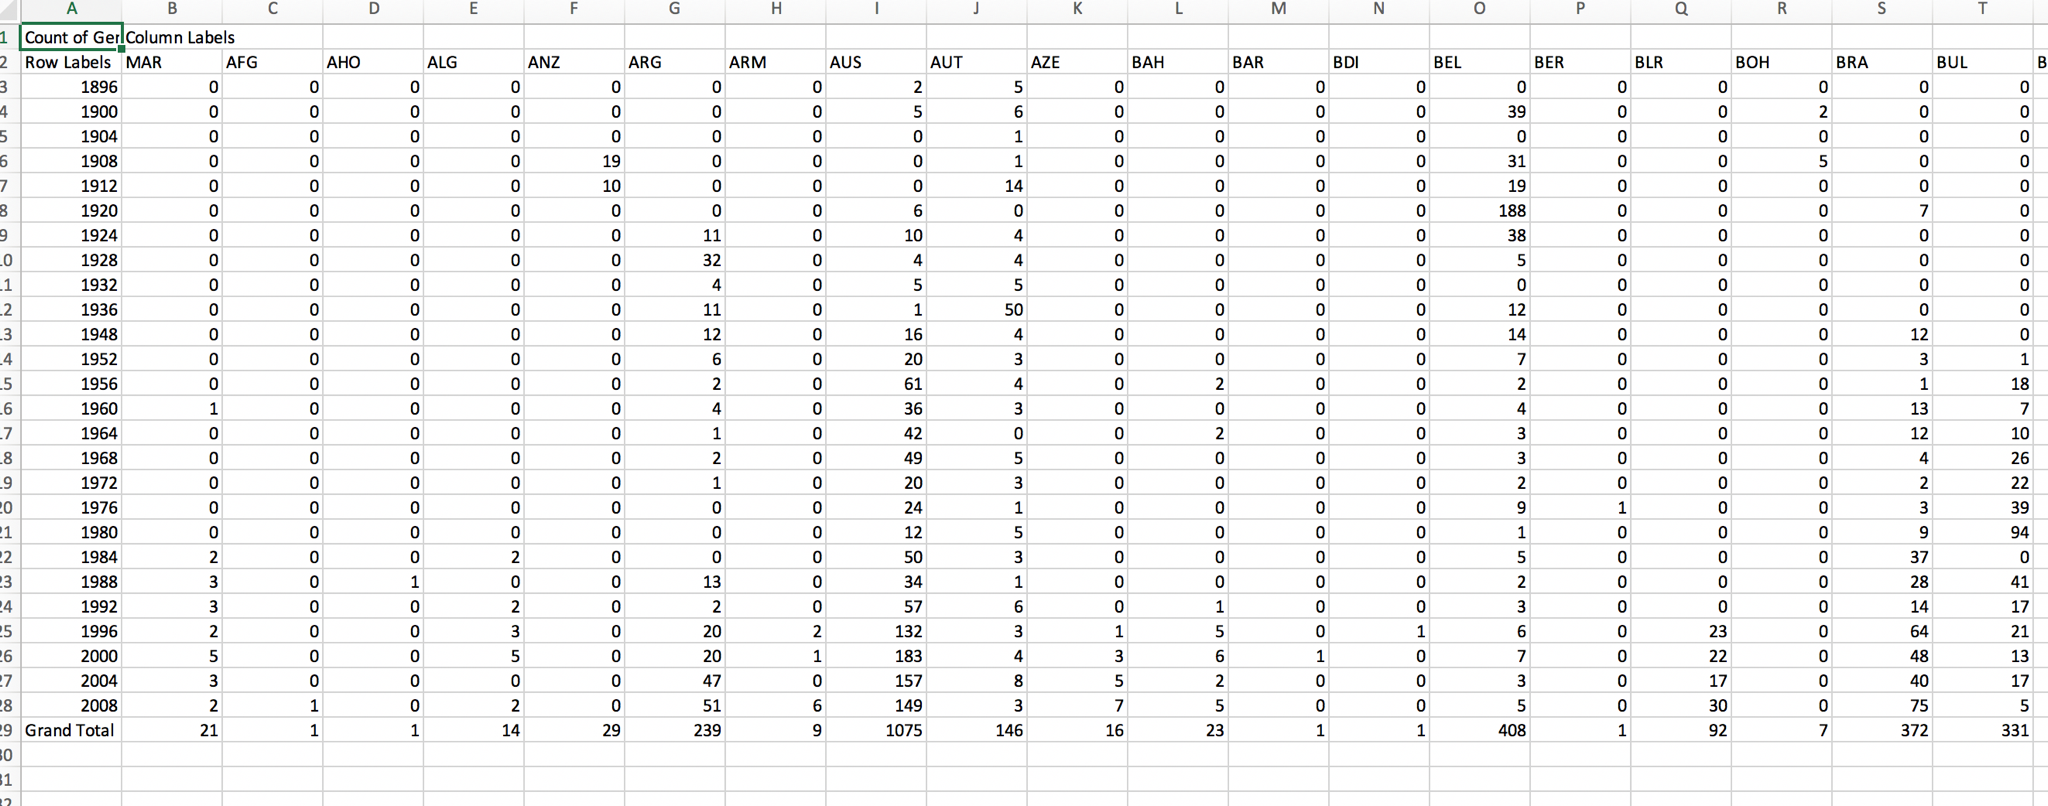 A B C D E F G H I J K L M N O P Q R S T
1 Count of Ger Column Labels
2 Row Labels MAR AFG AHO ALG ANZ ARG ARM AUS AUT AZE BAH BAR BDI BEL BER BLR BOH BRA BUL B
3 1896 0 0 0 0 0 0 0 2 5 0 0 0 0 0 0 0 0 0 0
4 1900 0 0 0 0 0 0 0 5 6 0 0 0 0 39 0 0 2 0 0
5 1904 0 0 0 0 0 0 0 0 1 0 0 0 0 0 0 0 0 0 0
6 1908 0 0 0 0 19 0 0 0 1 0 0 0 0 31 0 0 5 0 0
7 1912 0 0 0 0 10 0 0 0 14 0 0 0 0 19 0 0 0 0 0
8 1920 0 0 0 0 0 0 0 6 0 0 0 0 0 188 0 0 0 7 0
9 1924 0 0 0 0 0 11 0 10 4 0 0 0 0 38 0 0 0 0 0
0 1928 0 0 0 0 0 32 0 4 4 0 0 0 0 5 0 0 0 0 0
1 1932 0 0 0 0 0 4 0 5 5 0 0 0 0 0 0 0 0 0 0
2 1936 0 0 0 0 0 11 0 1 50 0 0 0 0 12 0 0 0 0 0
3 1948 0 0 0 0 0 12 0 16 4 0 0 0 0 14 0 0 0 12 0
4 1952 0 0 0 0 0 6 0 20 3 0 0 0 0 7 0 0 0 3 1
5 1956 0 0 0 0 0 2 0 61 4 0 2 0 0 2 0 0 0 1 18
6 1960 1 0 0 0 0 4 0 36 3 0 0 0 0 4 0 0 0 13 7
7 1964 0 0 0 0 0 1 0 42 0 0 2 0 0 3 0 0 0 12 10
8 1968 0 0 0 0 0 2 0 49 5 0 0 0 0 3 0 0 0 4 26
9 1972 0 0 0 0 0 1 0 20 3 0 0 0 0 2 0 0 0 2 22
20 1976 0 0 0 0 0 0 0 24 1 0 0 0 0 9 1 0 0 3 39
21 1980 0 0 0 0 0 0 0 12 5 0 0 0 0 1 0 0 0 9 94
22 1984 2 0 0 2 0 0 0 50 3 0 0 0 0 5 0 0 0 37 0
23 1988 3 0 1 0 0 13 0 34 1 0 0 0 0 2 0 0 0 28 41
24 1992 3 0 0 2 0 2 0 57 6 0 1 0 0 3 0 0 0 14 17
25 1996 2 0 0 3 0 20 2 132 3 1 5 0 1 6 0 23 0 64 21
26 2000 5 0 0 5 0 20 1 183 4 3 6 1 0 7 0 22 0 48 13
27 2004 3 0 0 0 0 47 0 157 8 5 2 0 0 3 0 17 0 40 17
28 2008 2 1 0 2 0 51 6 149 3 7 5 0 0 5 0 30 0 75 5
29 Grand Total 21 1 1 14 29 239 9 1075 146 16 23 1 1 408 1 92 7 372 331
30
31
32